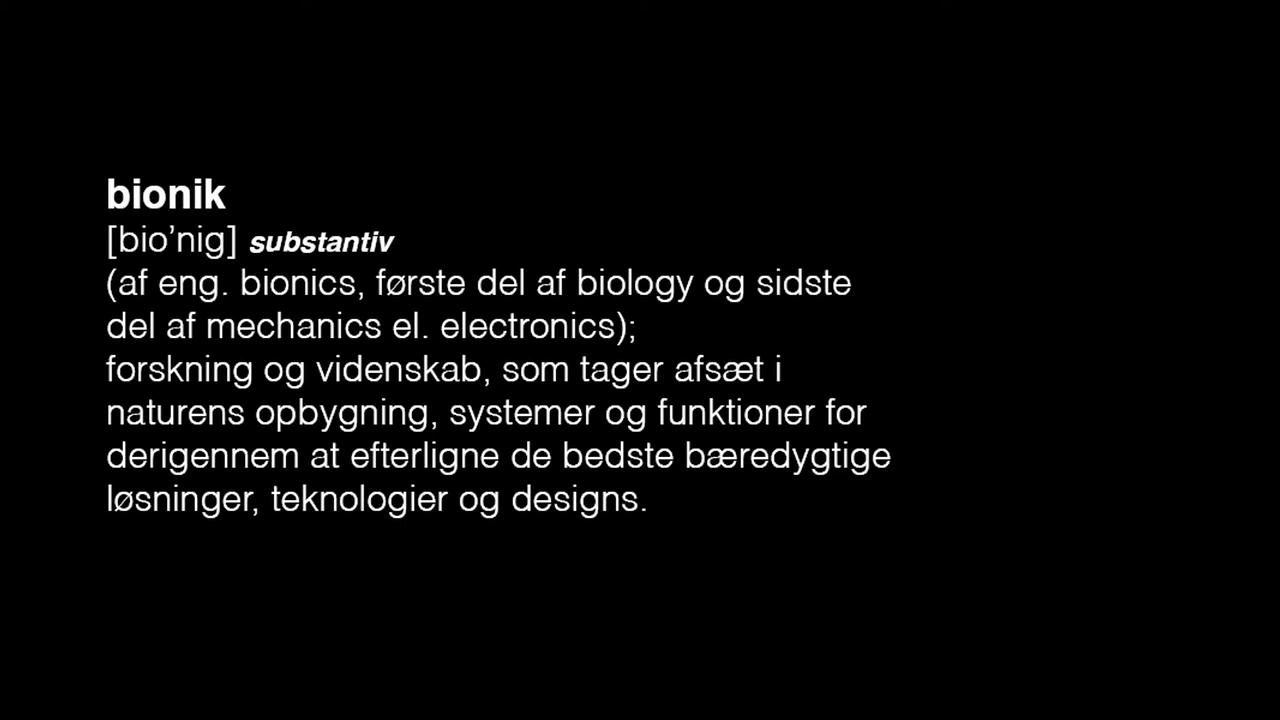 bionik
[bio’nig] substantiv
(af eng. bionics, første del af biology og sidste
del af mechanics el. electronics);
forskning og videnskab, som tager afsæt i
naturens opbygning, systemer og funktioner for
derigennem at efterligne de bedste bæredygtige
løsninger, teknologier og designs.